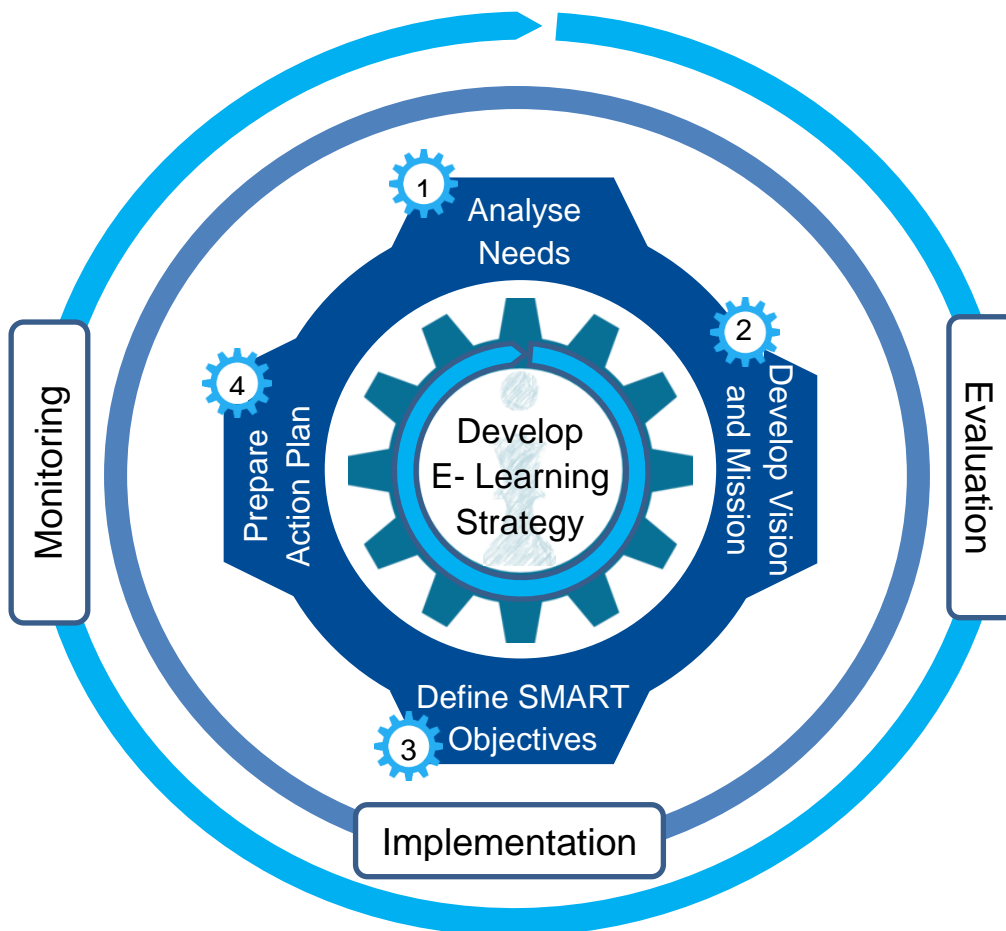 1
Analyse
Needs
2
Develop Vision
and Mission
3
Define SMART
Objectives
4
Prepare
Action Plan
Develop
E- Learning
Strategy
Monitoring
Evaluation
Implementation